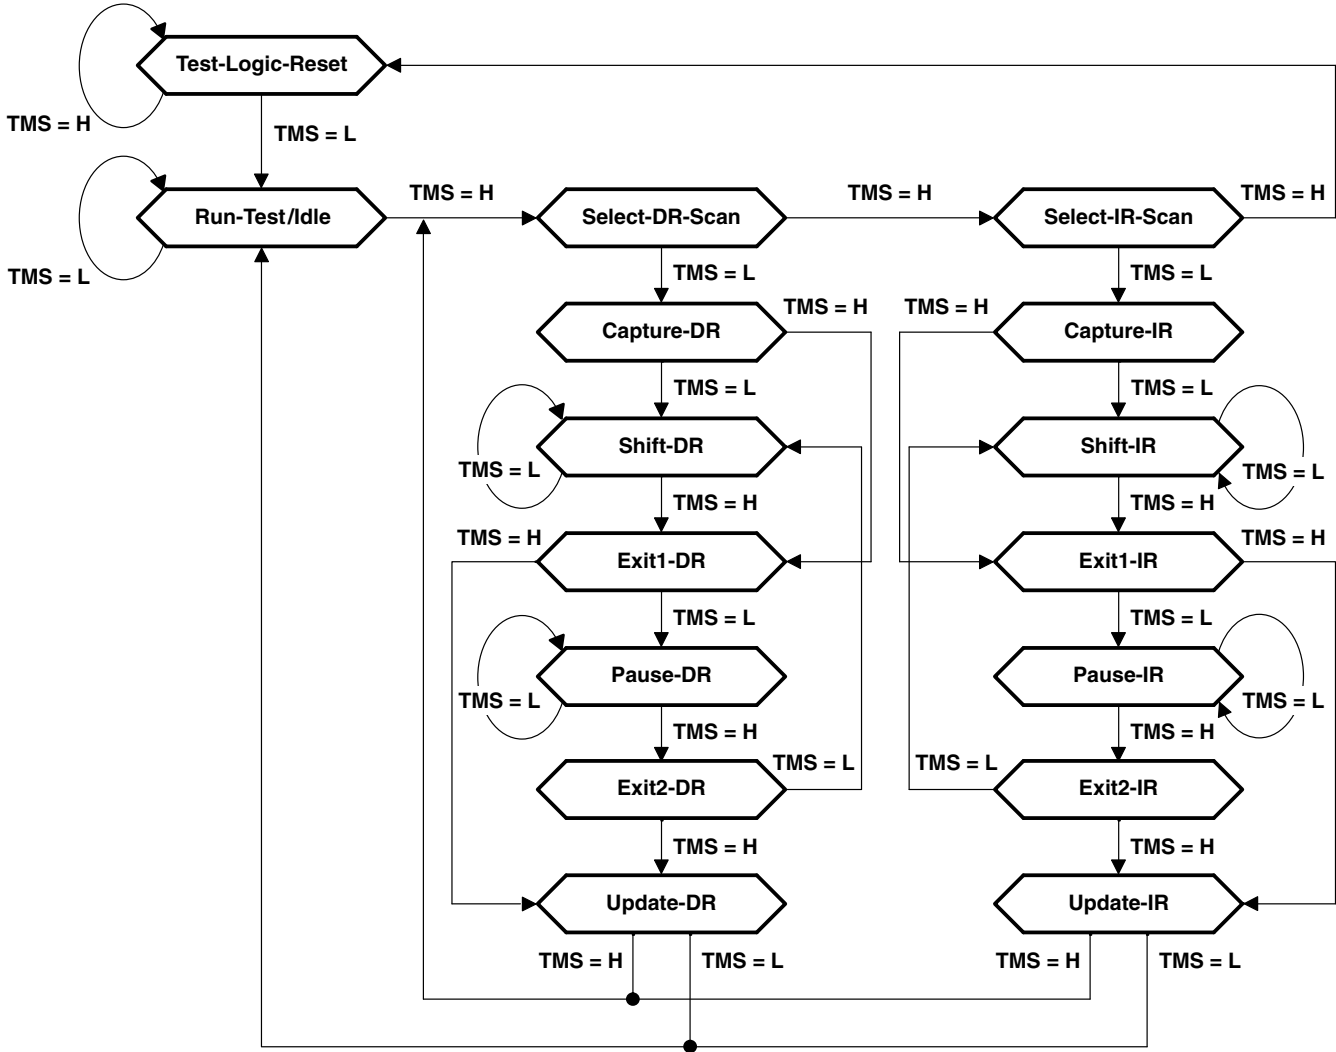 Test-Logic-Reset
TMS = H
TMS = L
TMS = H
TMS = H
TMS = H
Run-Test/Idle
Select-DR-Scan
Select-IR-Scan
TMS = L
TMS = L
TMS = L
TMS = H
TMS = H
Capture-DR
Capture-IR
TMS = L
TMS = L
Shift-DR
Shift-IR
TMS = L
TMS = L
TMS = H
TMS = H
TMS = H
TMS = H
Exit1-DR
Exit1-IR
TMS = L
TMS = L
Pause-DR
Pause-IR
TMS = L
TMS = L
TMS = H
TMS = H
TMS = L
TMS = L
Exit2-DR
Exit2-IR
TMS = H
TMS = H
Update-DR
Update-IR
TMS = H
TMS = L
TMS = H
TMS = L